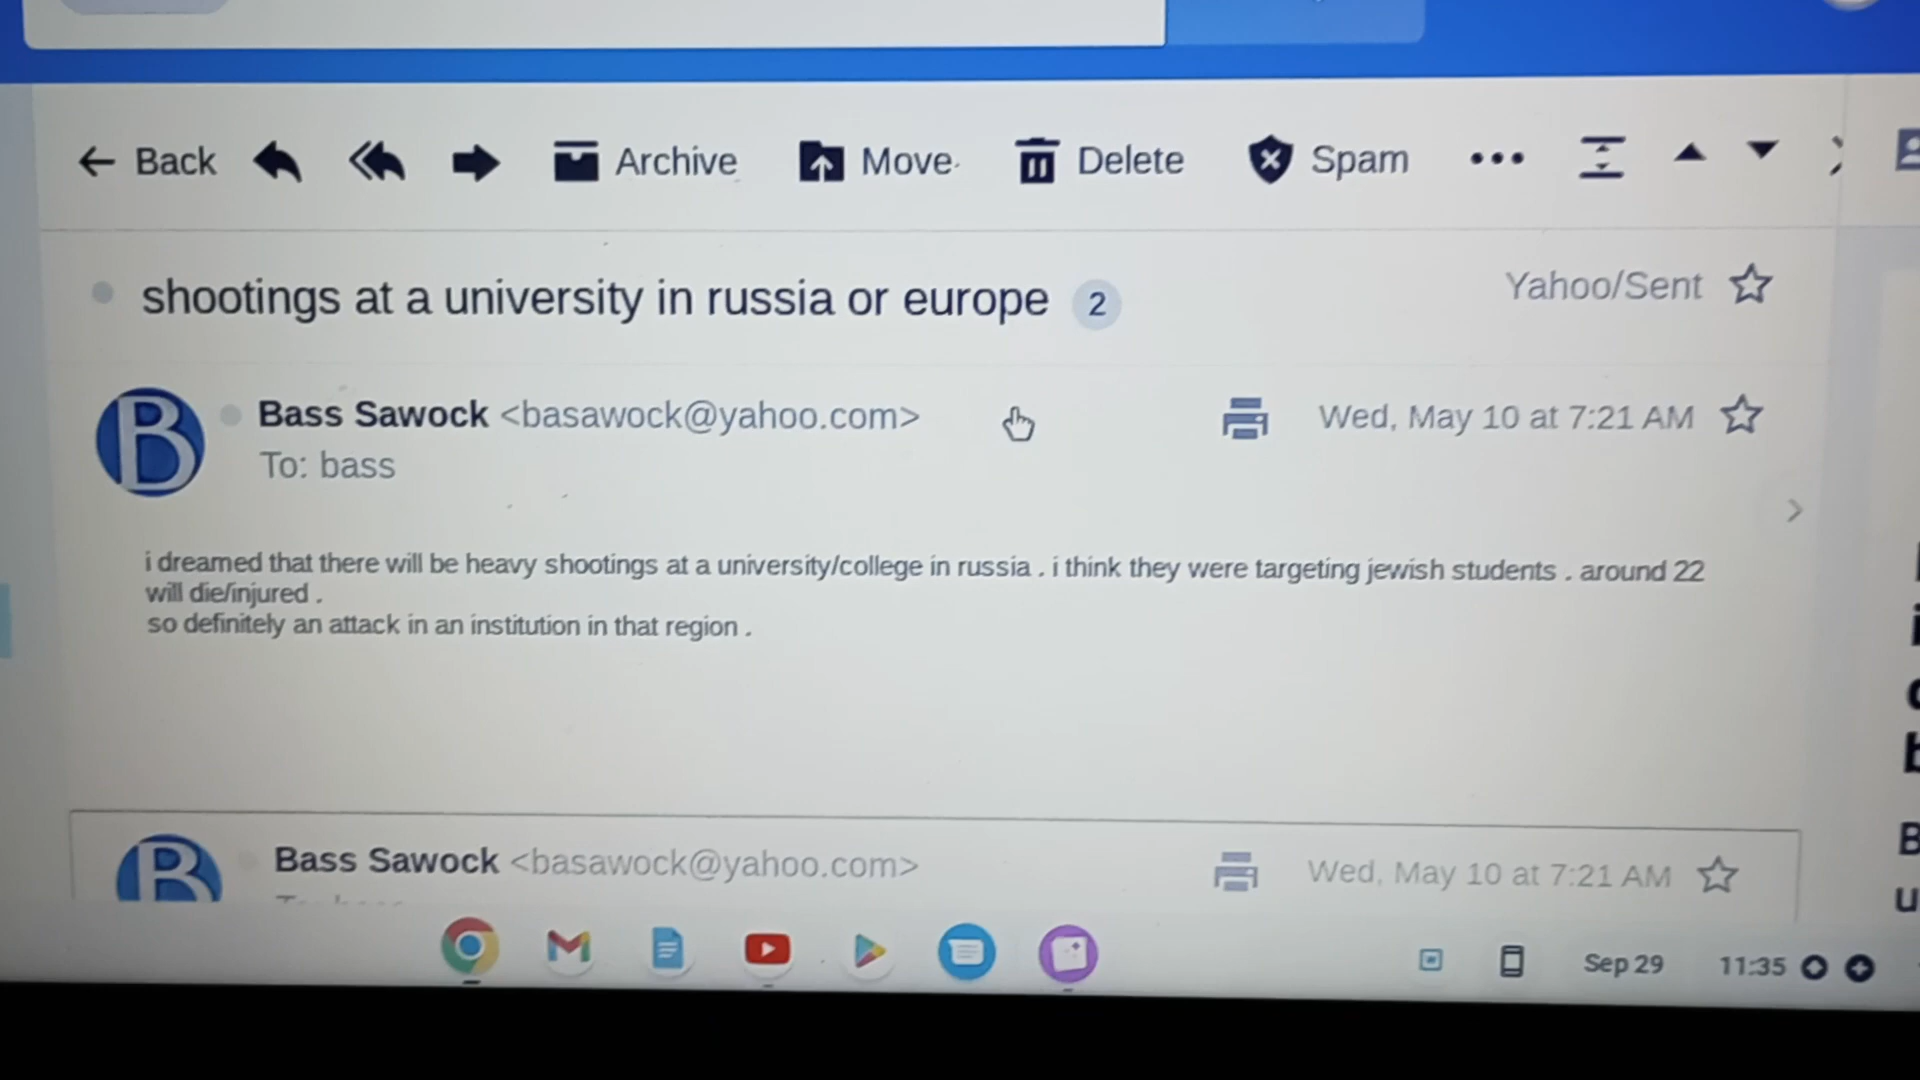 Back
Archive
Move
Delete
Spam
shootings at a university in russia or europe 2
Yahoo/Sent
B
Bass Sawock <basawock@yahoo.com>
Wed, May 10 at 7:21 AM
To: bass
i dreamed that there will be heavy shootings at a university/college in russia . i think they were targeting jewish students . around 22
will die/injured .
so definitely an attack in an institution in that region .
B
Bass Sawock <basawock@yahoo.com>
Wed, May 10 at 7:21 AM
Sep 29
11:35